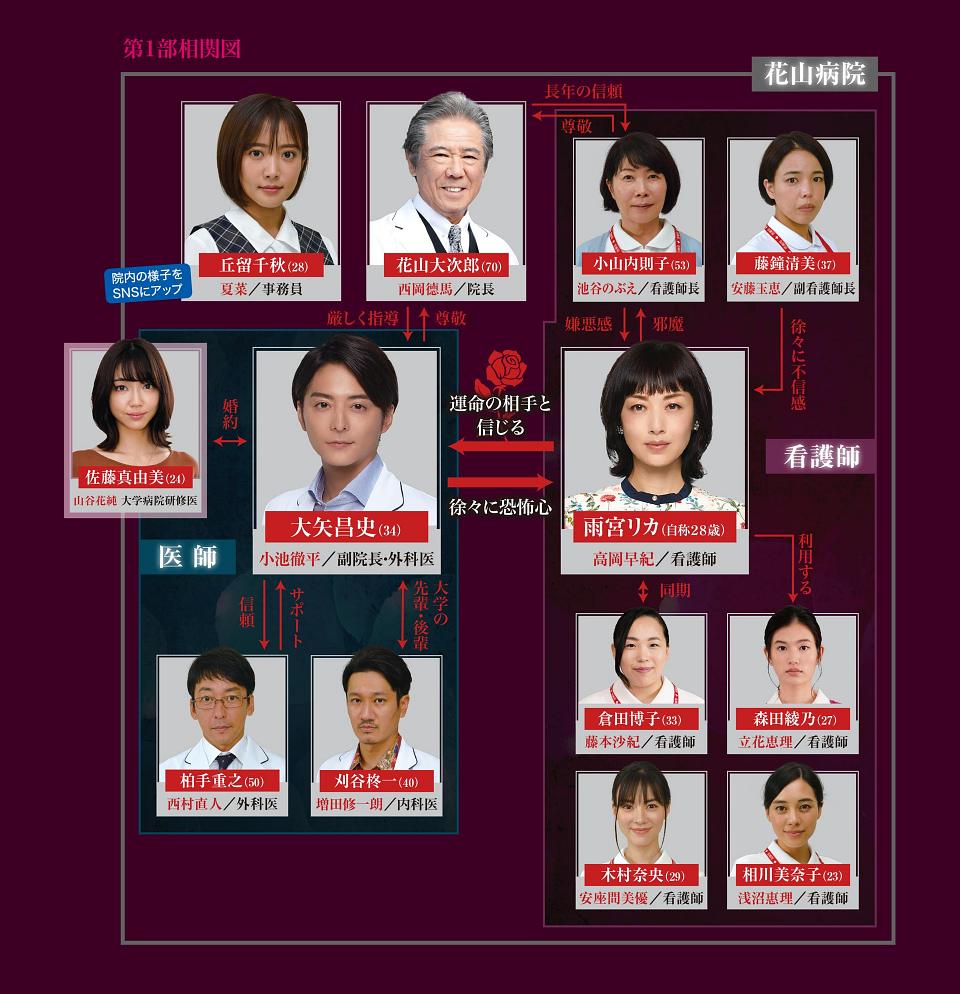 第1部相関図
花山病院
長年の信頼
尊敬
丘留千秋(28)
夏菜／事務員
院内の様子を
SNSにアップ
花山大次郎(70)
西岡德馬／院長
小山内則子(53)
池谷のぶえ／看護師長
藤鐘清美(37)
安藤玉恵／副看護師長
厳しく指導
尊敬
嫌悪感
邪魔
徐々に不信感
佐藤真由美(24)
山谷花純 大学病院研修医
婚約
大矢昌史(34)
小池徹平／副院長・外科医
運命の相手と
信じる
徐々に恐怖心
雨宮リカ(自称28歳)
高岡早紀／看護師
看護師
医師
信頼
サポート
大学の
先輩・後輩
同期
利用する
柏手重之(50)
西村直人／外科医
刈谷柊一(40)
増田修一朗／内科医
倉田博子(33)
藤本沙紀／看護師
森田綾乃(27)
立花恵理／看護師
木村奈央(29)
安座間美優／看護師
相川美奈子(23)
浅沼惠理／看護師